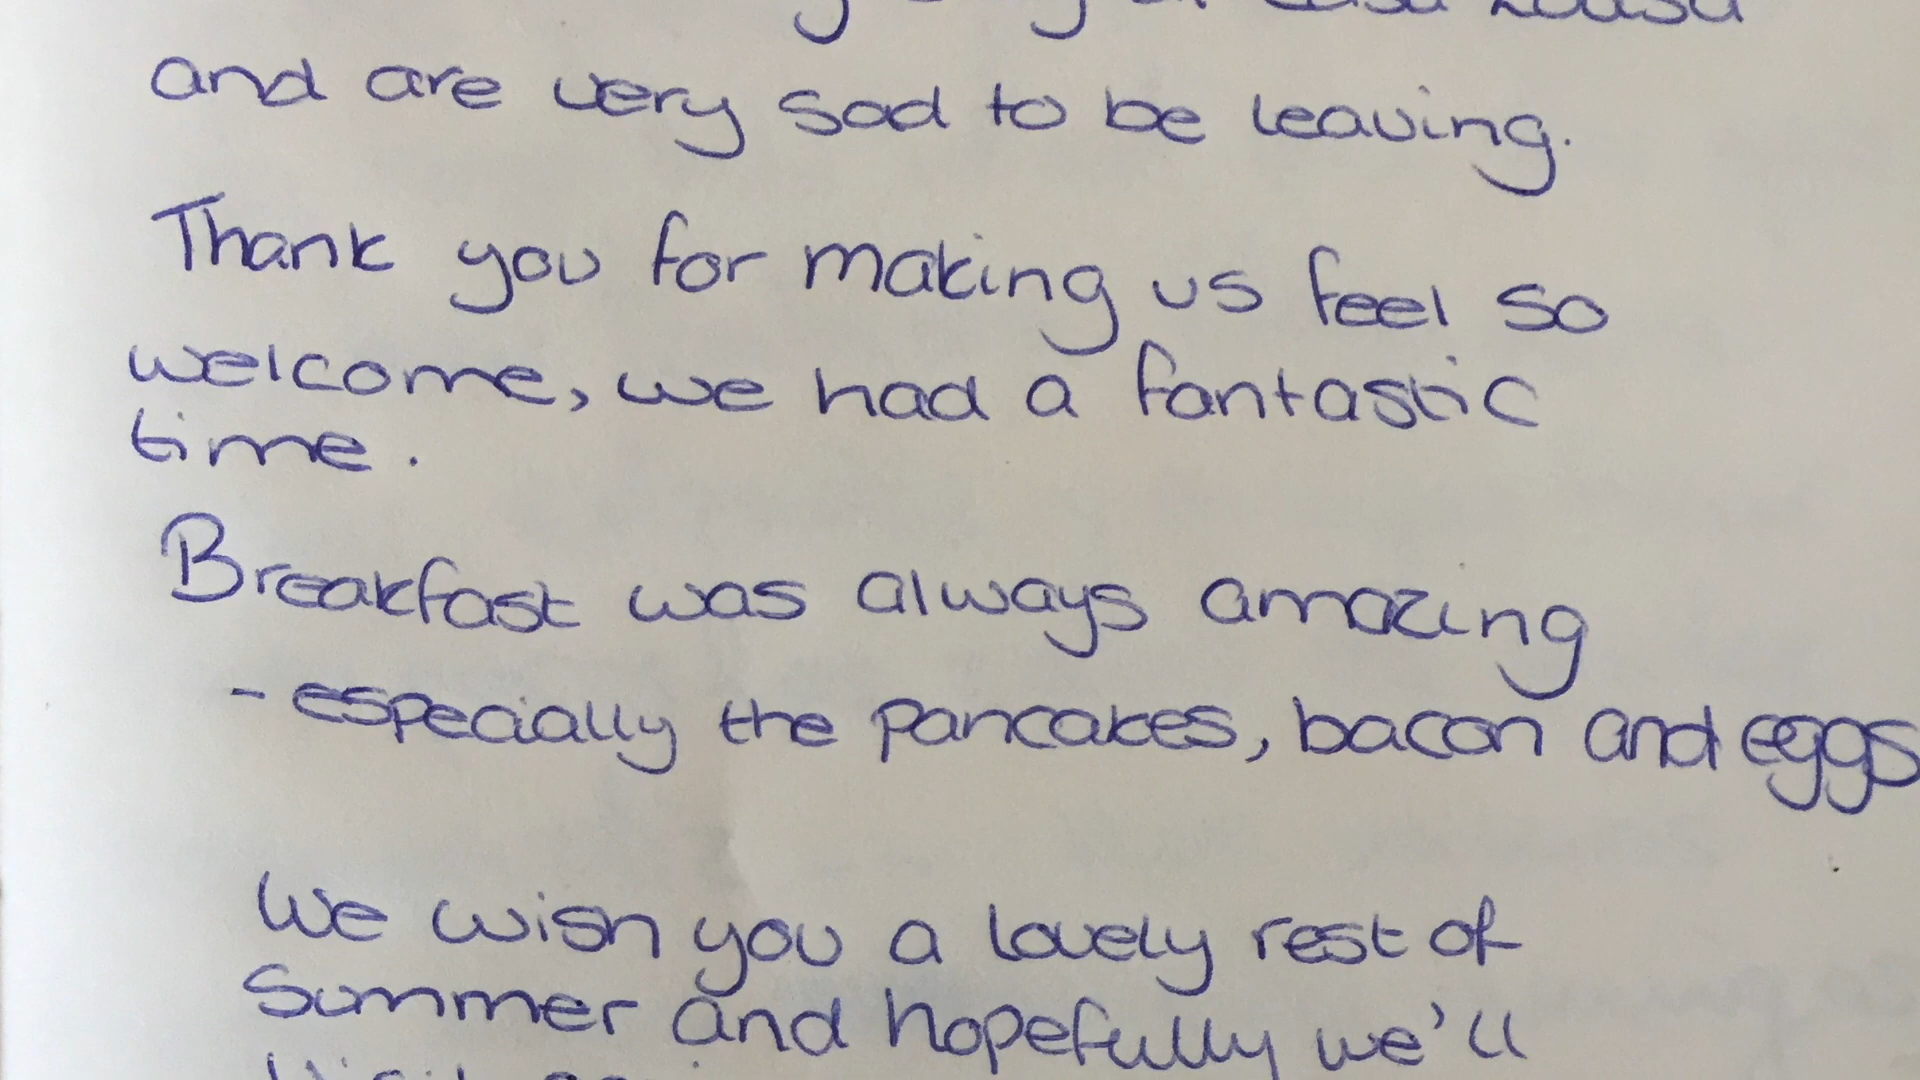 and are very sad to be leaving.
Thank you for making us feel so
welcome, we had a fantastic
time.
Breakfast was always amazing
- especially the pancakes, bacon and eggs
We wish you a lovely rest of
Summer and hopefully we'll